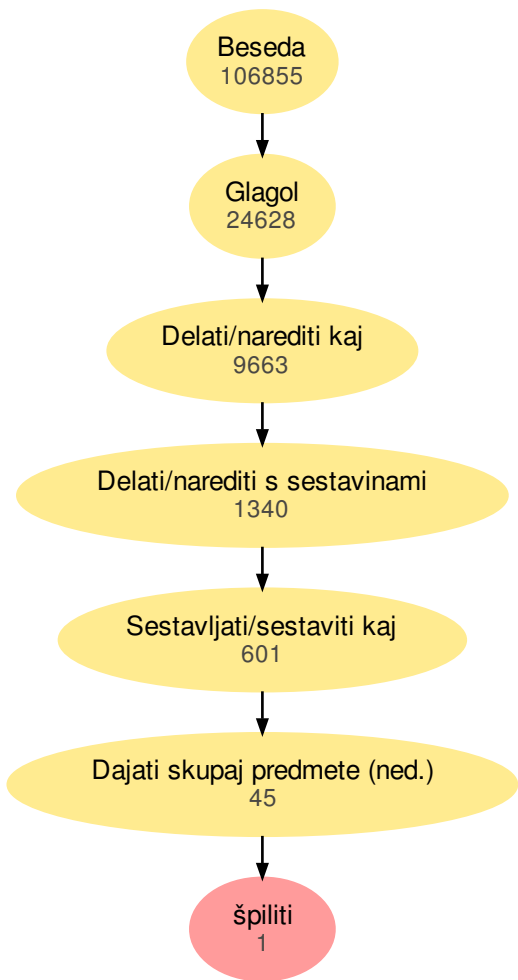 Beseda
106855
Glagol
24628
Delati/narediti kaj
9663
Delati/narediti s sestavinami
1340
Sestavljati/sestaviti kaj
601
Dajati skupaj predmete (ned.)
45
špiliti
1